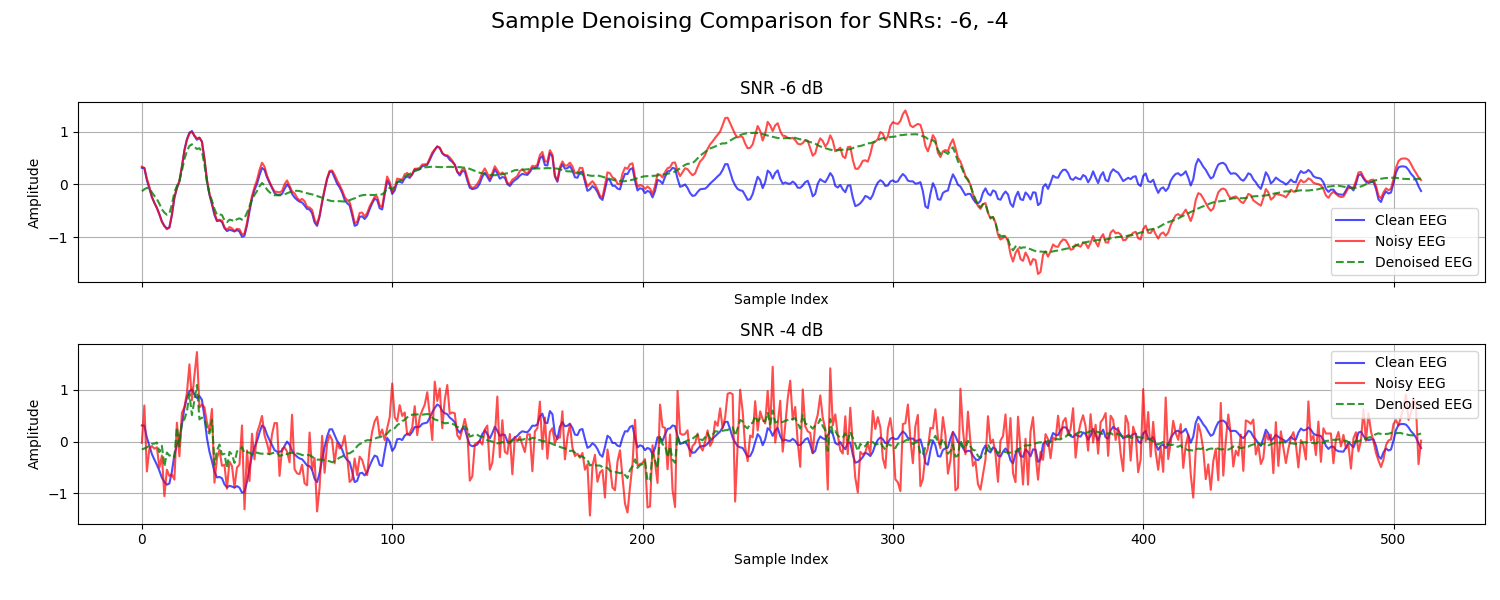 Sample Denoising Comparison for SNRs: -6, -4
SNR -6 dB
Amplitude
1
0
−1
Clean EEG
Noisy EEG
Denoised EEG
Sample Index
SNR -4 dB
Amplitude
1
0
−1
Clean EEG
Noisy EEG
Denoised EEG
0 100 200 300 400 500
Sample Index